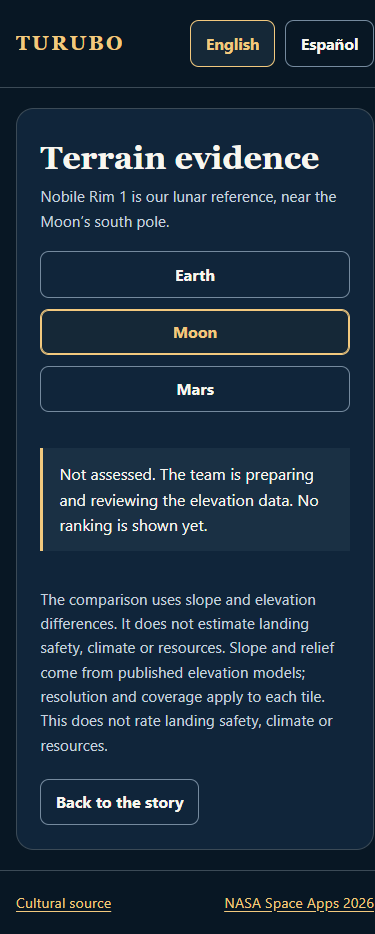 TURUBO
English
Español
Terrain evidence
Nobile Rim 1 is our lunar reference, near the
Moon's south pole.
Earth
Moon
Mars
Not assessed. The team is preparing
and reviewing the elevation data. No
ranking is shown yet.
The comparison uses slope and elevation
differences. It does not estimate landing
safety, climate or resources. Slope and relief
come from published elevation models;
resolution and coverage apply to each tile.
This does not rate landing safety, climate or
resources.
Back to the story
Cultural source
NASA Space Apps 2026